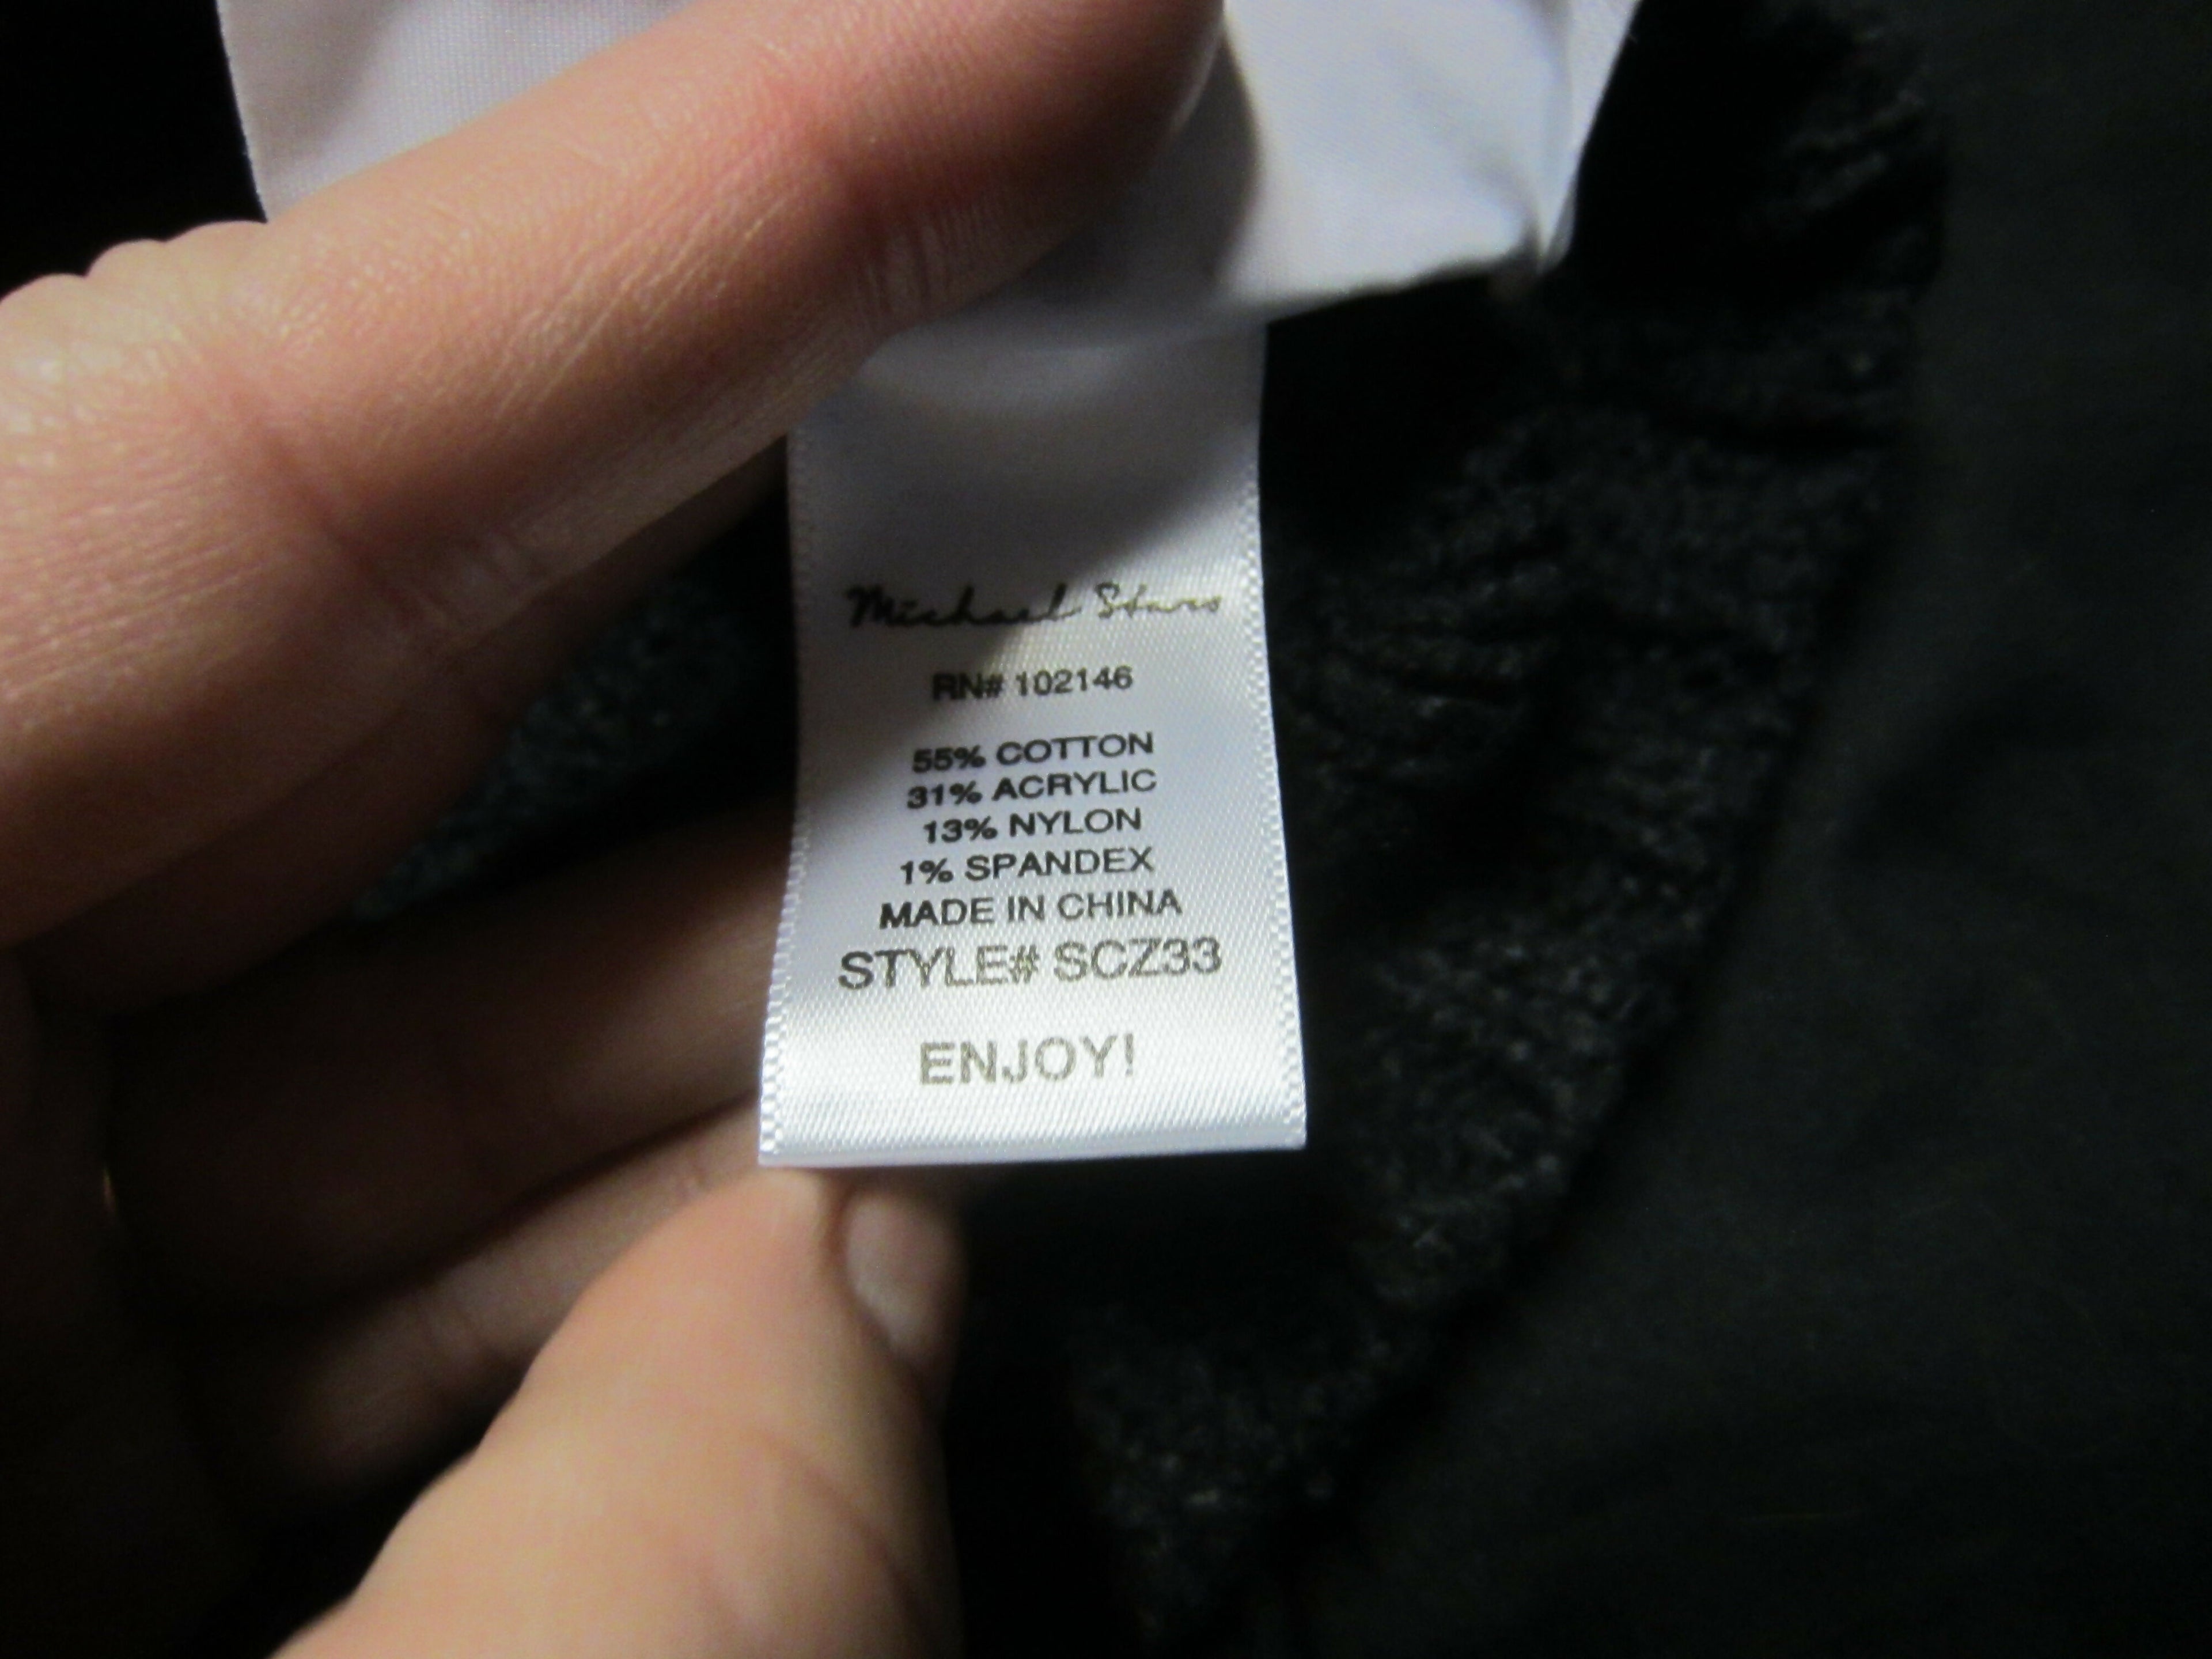 Michael Stars
RN# 102146
55% COTTON
31% ACRYLIC
13% NYLON
1% SPANDEX
MADE IN CHINA
STYLE# SCZ33
ENJOY!